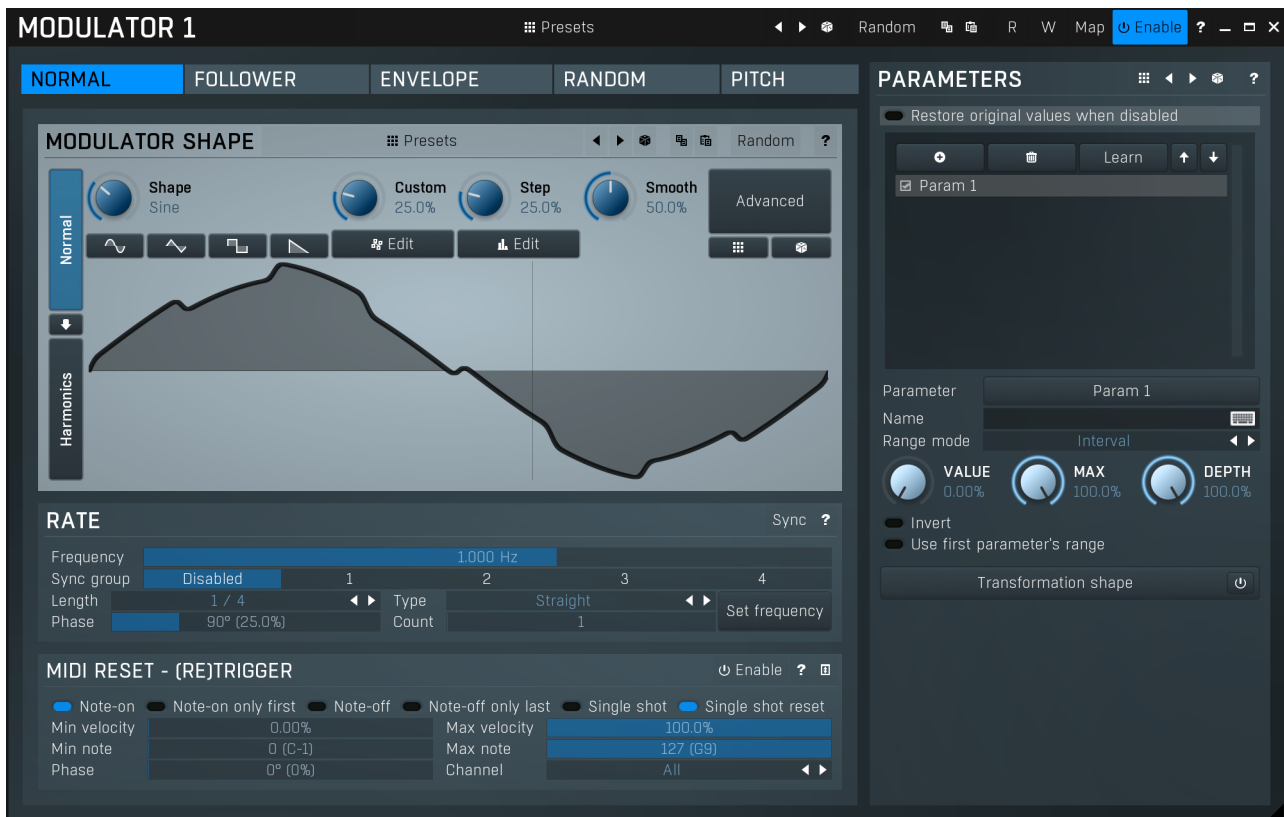 MODULATOR 1 Presets Random R W Map Enable ?
NORMAL FOLLOWER ENVELOPE RANDOM PITCH
MODULATOR SHAPE Presets Random ?
Normal
Harmonics
Shape
Sine
Custom
25.0%
Step
25.0%
Smooth
50.0%
Advanced
Edit Edit
RATE Sync ?
Frequency 1.000 Hz
Sync group Disabled 1 2 3 4
Length 1 / 4 Type Straight
Phase 90° (25.0%) Count 1
Set frequency
MIDI RESET - (RE)TRIGGER Enable ?
Note-on Note-on only first Note-off Note-off only last Single shot Single shot reset
Min velocity 0.00% Max velocity 100.0%
Min note 0 (C-1) Max note 127 (G9)
Phase 0° (0%) Channel All
PARAMETERS ?
Restore original values when disabled
Learn
Param 1
Parameter Param 1
Name
Range mode Interval
VALUE
0.00%
MAX
100.0%
DEPTH
100.0%
Invert
Use first parameter's range
Transformation shape